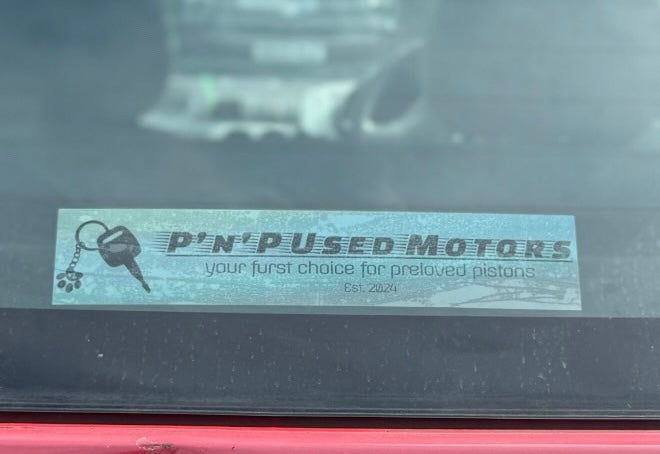 P'N'P USED MOTORS
your furst choice for preloved pistons
Est. 2024